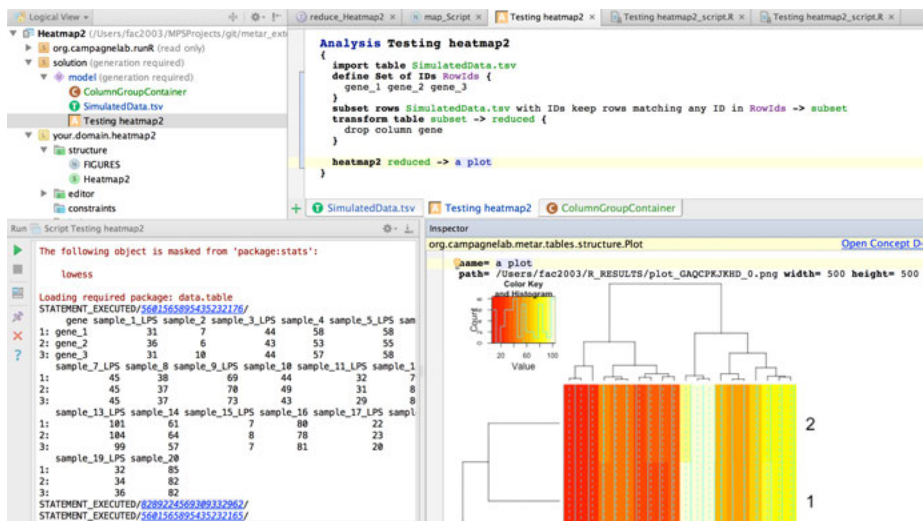 Logical View
reduce_Heatmap2 × map_Script × Testing heatmap2 × Testing heatmap2_script.R × Testing heatmap2_script.R
Heatmap2 (/Users/fac2003/MPSProjects/git/metar_ext
org.campagnelab.runR (read only)
solution (generation required)
model (generation required)
ColumnGroupContainer
SimulatedData.tsv
Testing heatmap2
your.domain.heatmap2
structure
FIGURES
Heatmap2
editor
constraints
Analysis Testing heatmap2
{
import table SimulatedData.tsv
define Set of IDs RowIds {
gene_1 gene_2 gene_3
}
subset rows SimulatedData.tsv with IDs keep rows matching any ID in RowIds -> subset
transform table subset -> reduced {
drop column gene
}
heatmap2 reduced -> a plot
}
SimulatedData.tsv Testing heatmap2 ColumnGroupContainer
Run Script Testing heatmap2
The following object is masked from 'package:stats':
lowess
Loading required package: data.table
STATEMENT_EXECUTED/5601565895435232176/
gene sample_1_LPS sample_2 sample_3_LPS sample_4 sample_5_LPS sam
1: gene_1 31 7 44 58 58
2: gene_2 36 6 43 53 55
3: gene_3 31 10 44 57 58
sample_7_LPS sample_8 sample_9_LPS sample_10 sample_11_LPS sample_1
1: 45 38 69 44 32 7
2: 45 37 70 49 31 8
3: 45 37 73 43 29 8
sample_13_LPS sample_14 sample_15_LPS sample_16 sample_17_LPS sampl
1: 101 61 7 80 22
2: 104 64 8 78 23
3: 99 57 7 81 20
sample_19_LPS sample_20
1: 32 85
2: 34 82
3: 36 82
STATEMENT_EXECUTED/8289224569309332962/
STATEMENT_EXECUTED/5601565895435232165/
Inspector
org.campagnelab.metar.tables.structure.Plot Open Concept D
name= a plot
path= /Users/fac2003/R_RESULTS/plot_GAQCPKJKHD_0.png width= 500 height= 500
Color Key
and Histogram
Count
0 4 8
20 60 100
Value
2
1